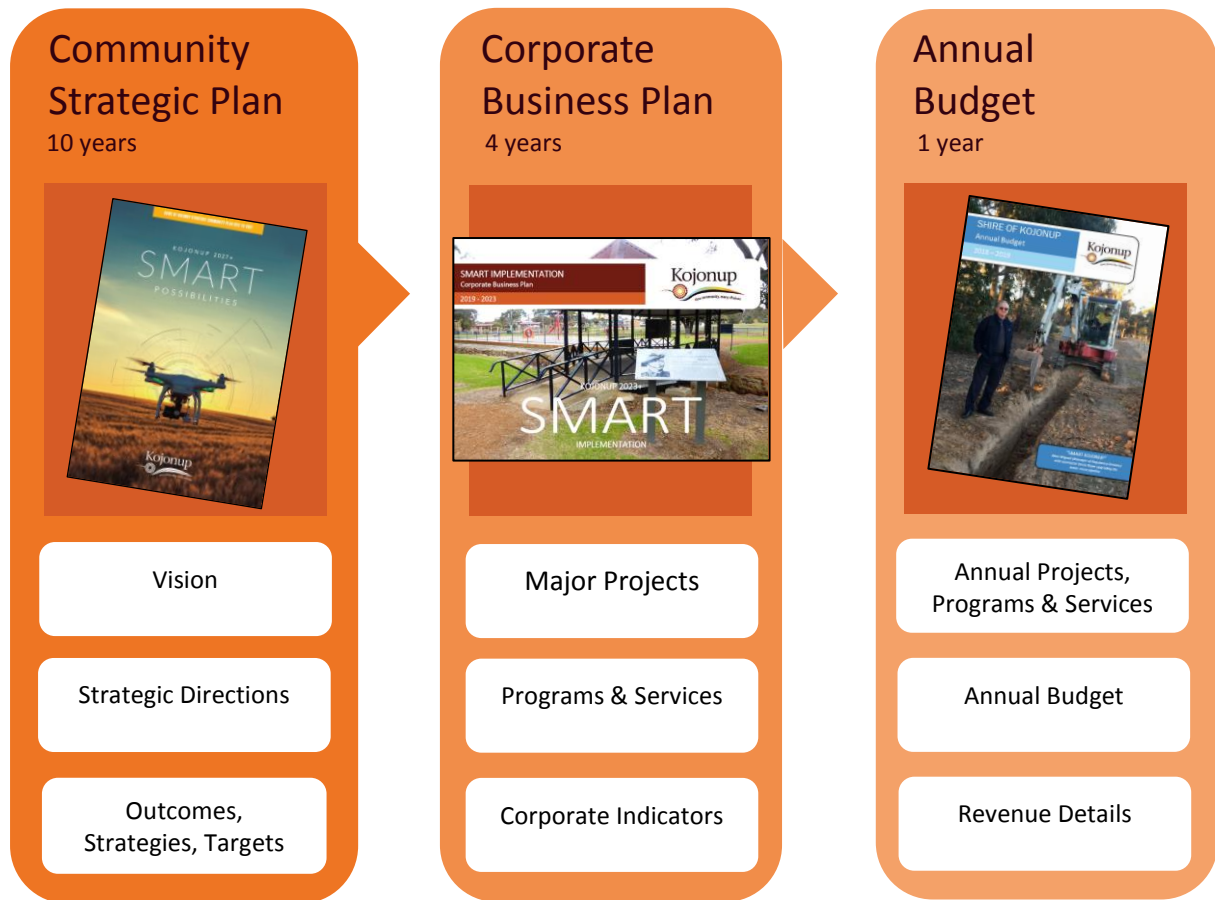 Community
Strategic Plan
10 years
KOJONUP 2027+
SMART
POSSIBILITIES
Kojonup
Vision
Strategic Directions
Outcomes,
Strategies, Targets
Corporate
Business Plan
4 years
SMART IMPLEMENTATION
Corporate Business Plan
2019 - 2023
Kojonup
KOJONUP 2023+
SMART
IMPLEMENTATION
Major Projects
Programs & Services
Corporate Indicators
Annual
Budget
1 year
SHIRE OF KOJONUP
Annual Budget
Kojonup
"SMART KOJONUP"
Annual Projects,
Programs & Services
Annual Budget
Revenue Details